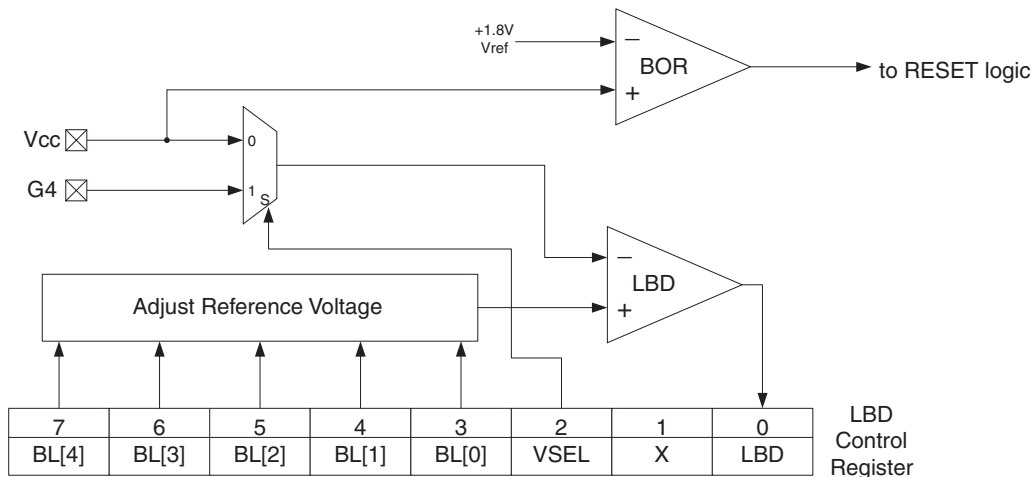 +1.8V
Vref
−
BOR
+
to RESET logic
Vcc
0
G4
1
S
−
LBD
+
Adjust Reference Voltage
7 6 5 4 3 2 1 0
BL[4] BL[3] BL[2] BL[1] BL[0] VSEL X LBD
LBD
Control
Register